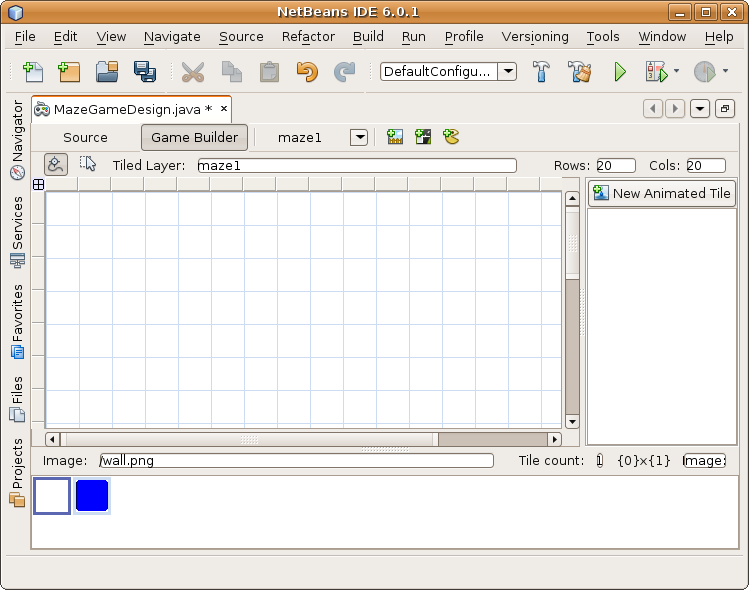 NetBeans IDE 6.0.1
File Edit View Navigate Source Refactor Build Run Profile Versioning Tools Window Help
DefaultConfigu...
MazeGameDesign.java * ×
Source Game Builder maze1
Tiled Layer: maze1 Rows: 20 Cols: 20
New Animated Tile
Navigator
Services
Favorites
Files
Projects
Image: /wall.png Tile count: 1 {0}x{1} Image: